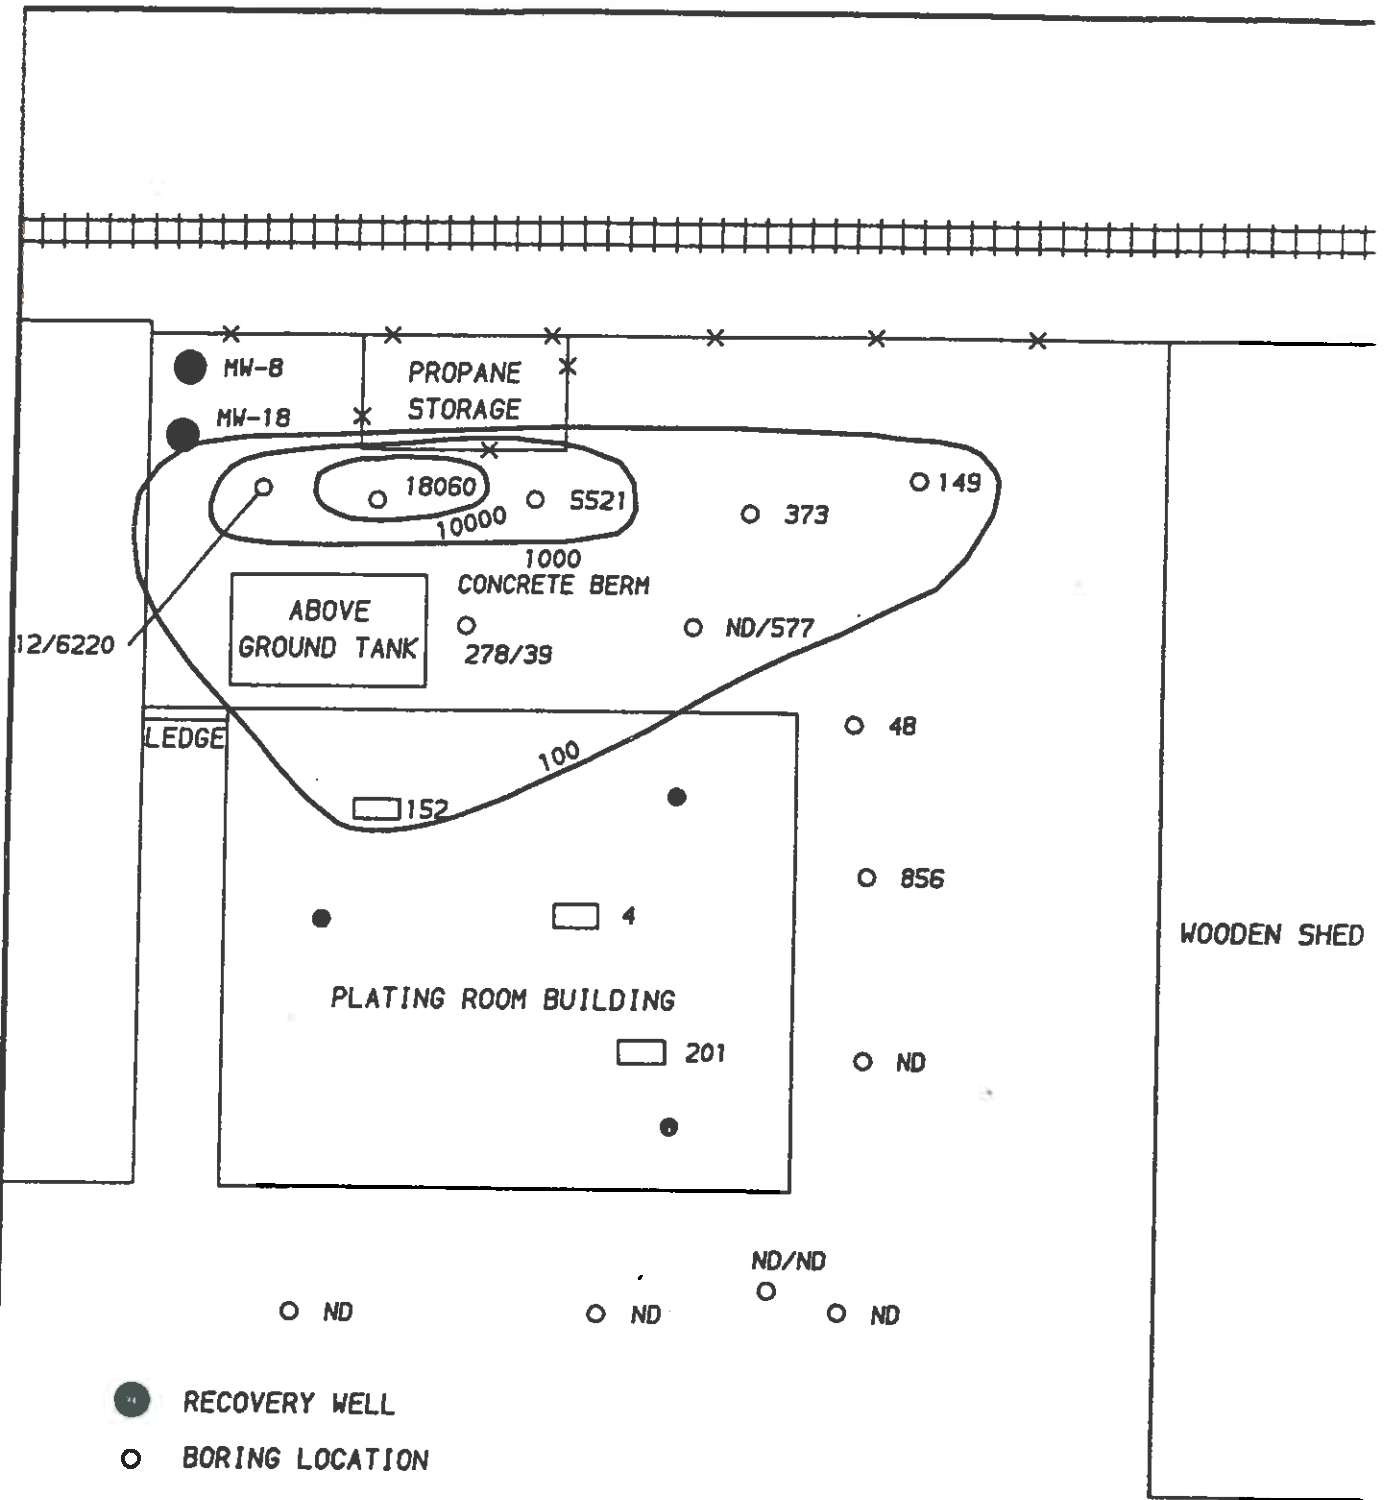 MW-8
PROPANE
STORAGE
MW-18
18060
5521
149
373
10000
1000
CONCRETE BERM
ABOVE
GROUND TANK
12/6220
278/39
ND/577
LEDGE
48
100
152
856
4
WOODEN SHED
PLATING ROOM BUILDING
201
ND
ND/ND
ND
ND
ND
RECOVERY WELL
BORING LOCATION